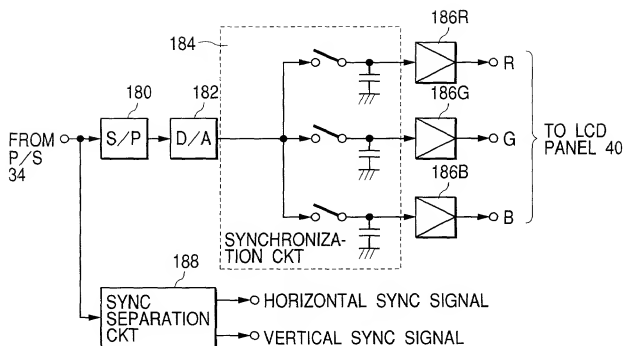 186R
184
R
180
182
186G
FROM
P/S
34
S/P
D/A
G
TO LCD
PANEL 40
186B
B
SYNCHRONIZA-
TION CKT
188
SYNC
SEPARATION
CKT
HORIZONTAL SYNC SIGNAL
VERTICAL SYNC SIGNAL